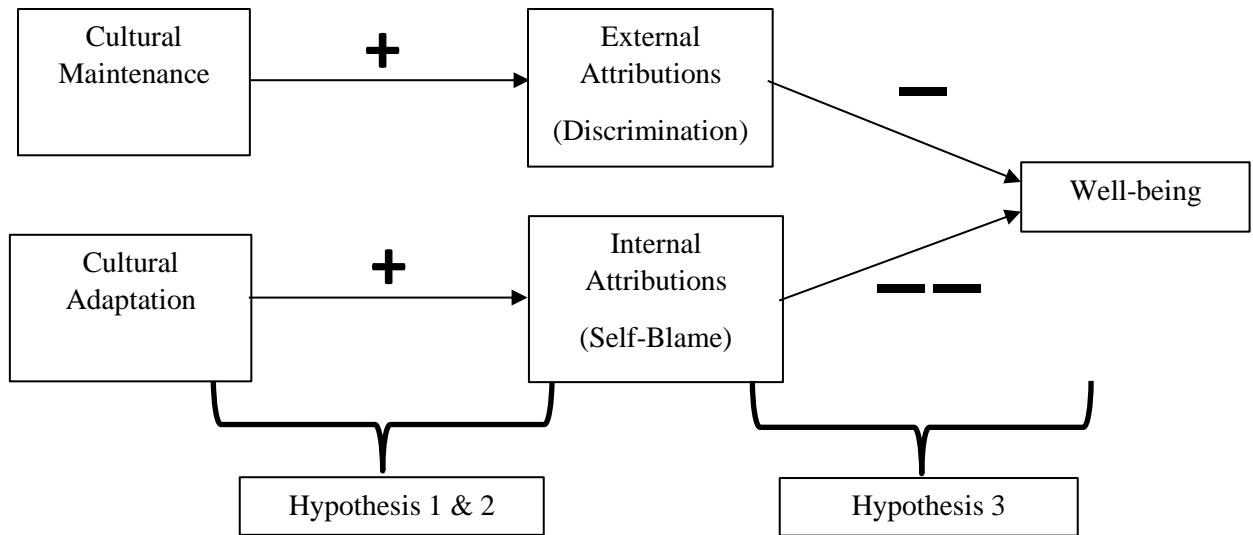 Cultural
Maintenance
+
External
Attributions
(Discrimination)
—
Well-being
Cultural
Adaptation
+
Internal
Attributions
(Self-Blame)
— —
Hypothesis 1 & 2
Hypothesis 3